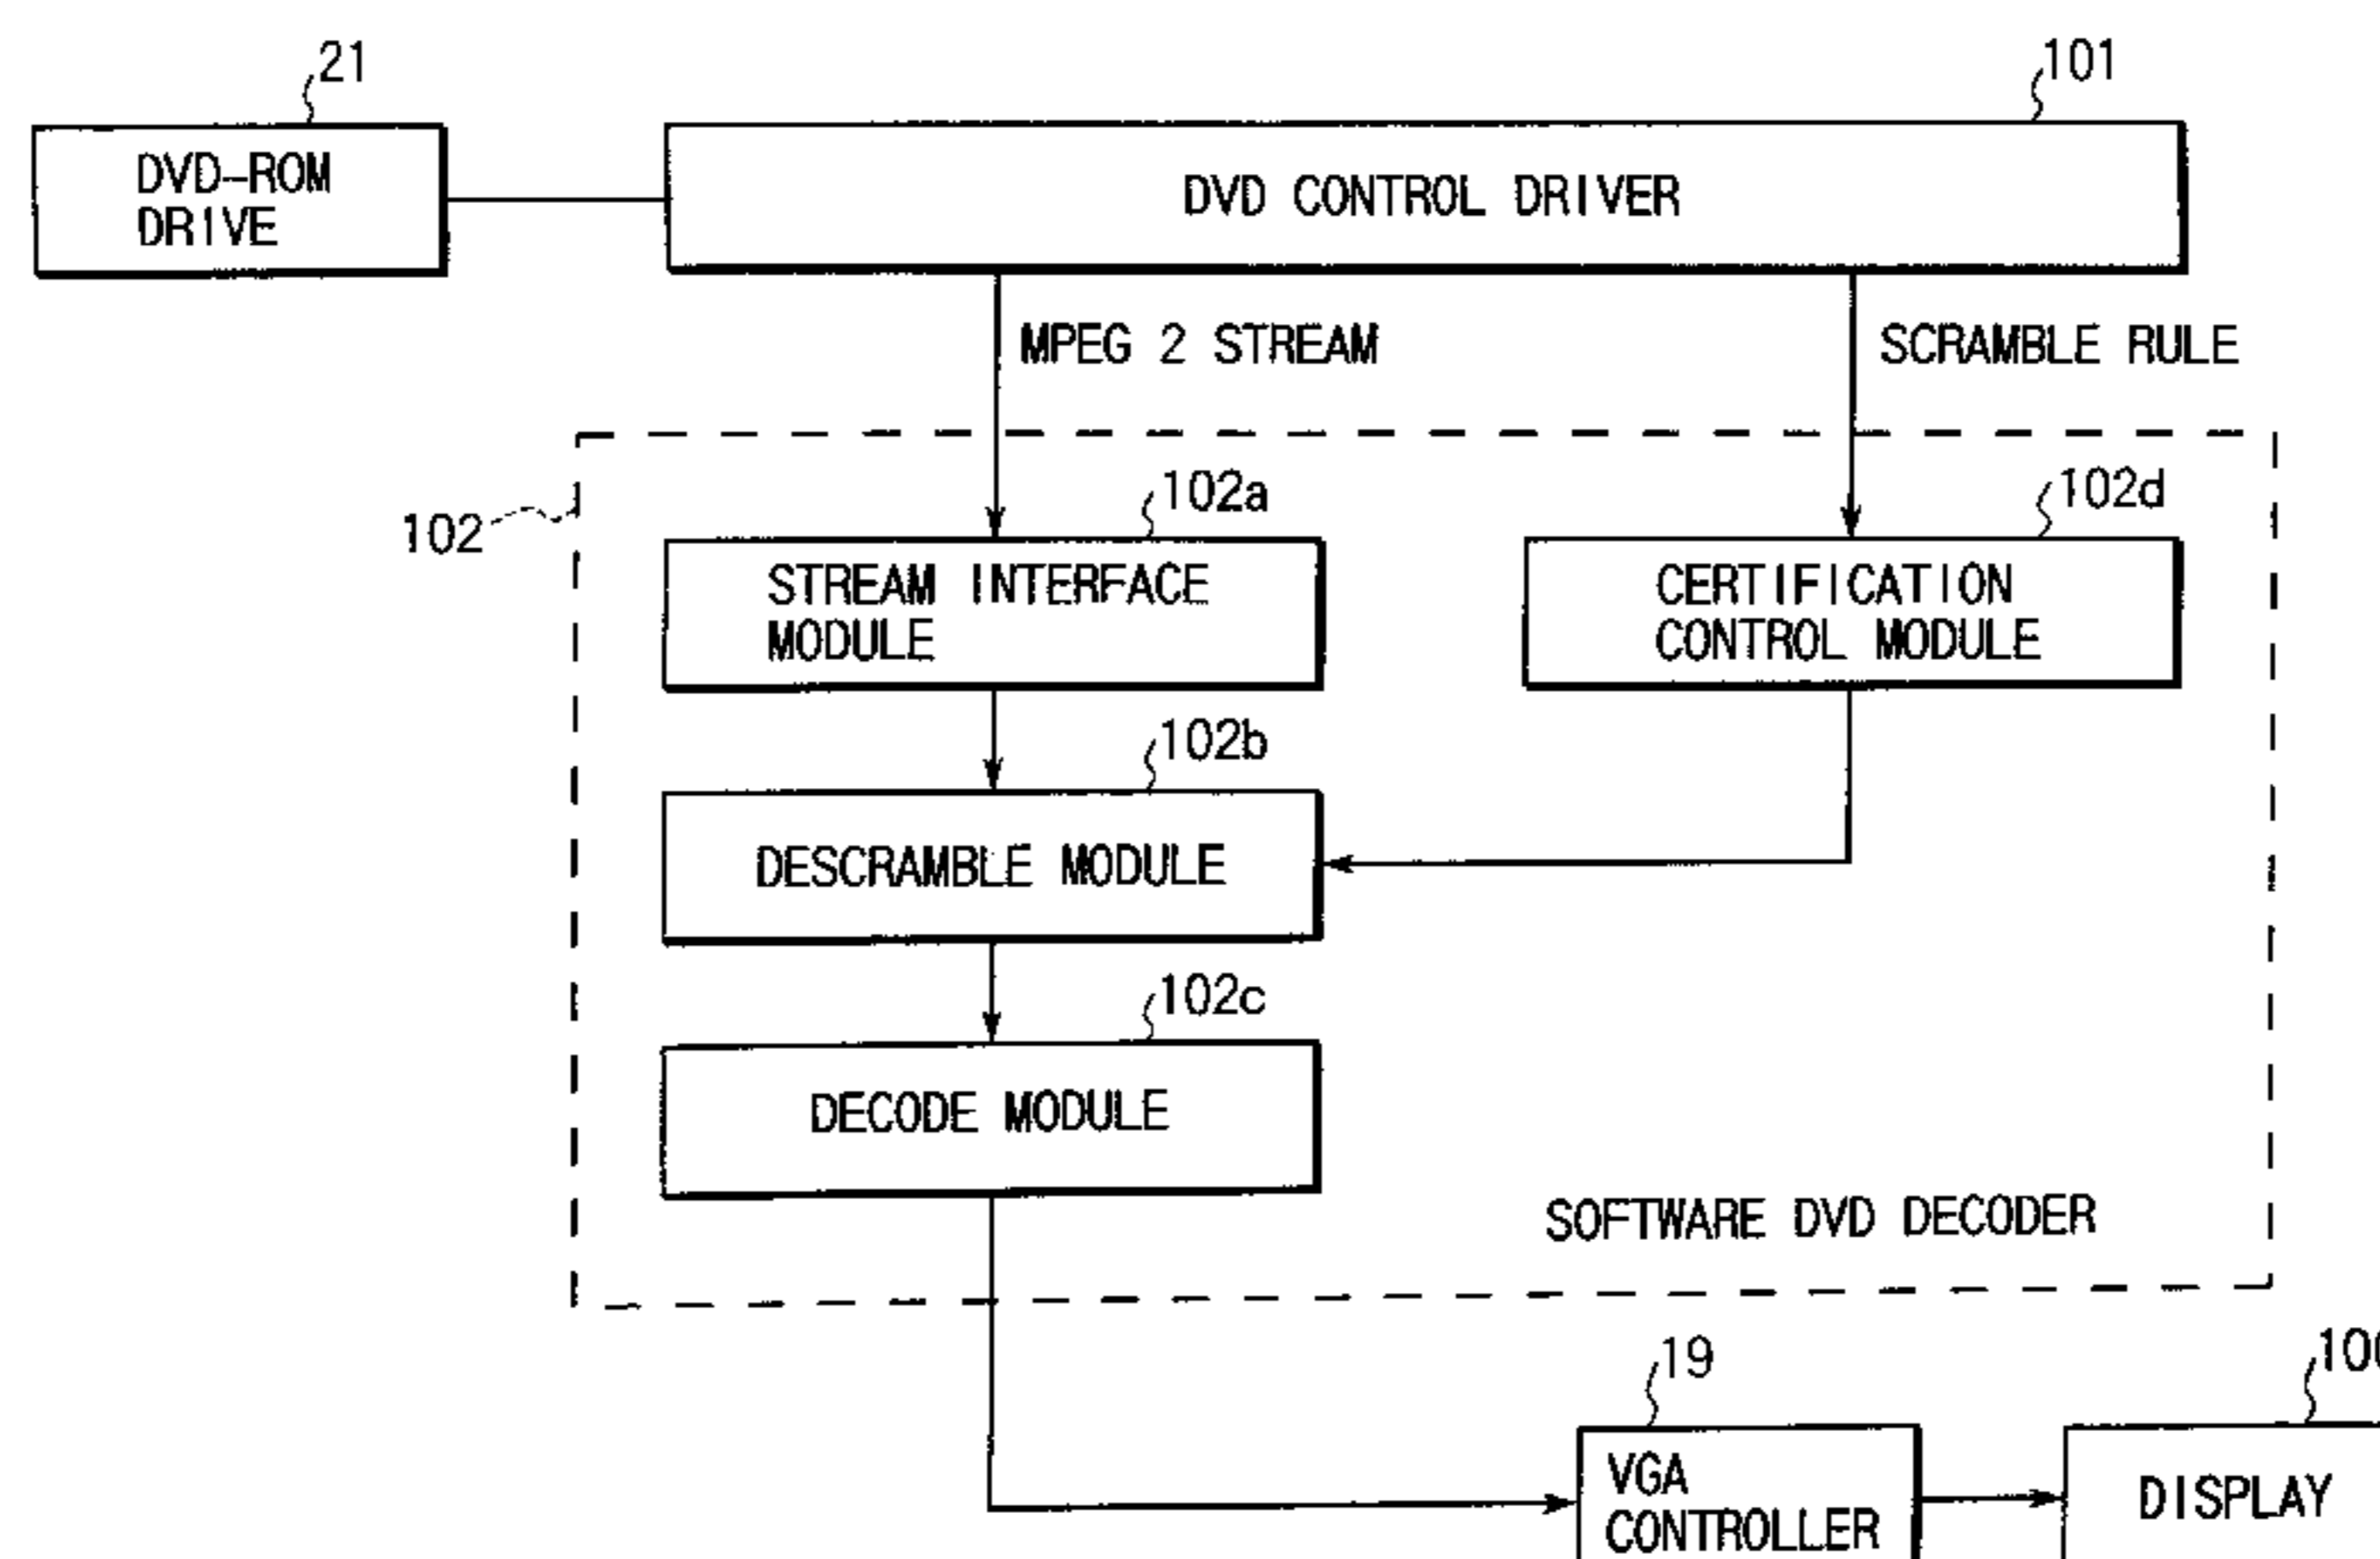 21
101
DVD-ROM
DRIVE
DVD CONTROL DRIVER
MPEG 2 STREAM
SCRAMBLE RULE
102
102a
102d
STREAM INTERFACE
MODULE
CERTIFICATION
CONTROL MODULE
102b
DESCRAMBLE MODULE
102c
DECODE MODULE
SOFTWARE DVD DECODER
19
VGA
CONTROLLER
DISPLAY